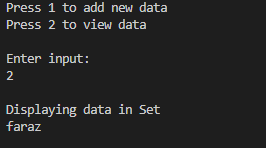 Press 1 to add new data
Press 2 to view data
Enter input:
2
Displaying data in Set
faraz